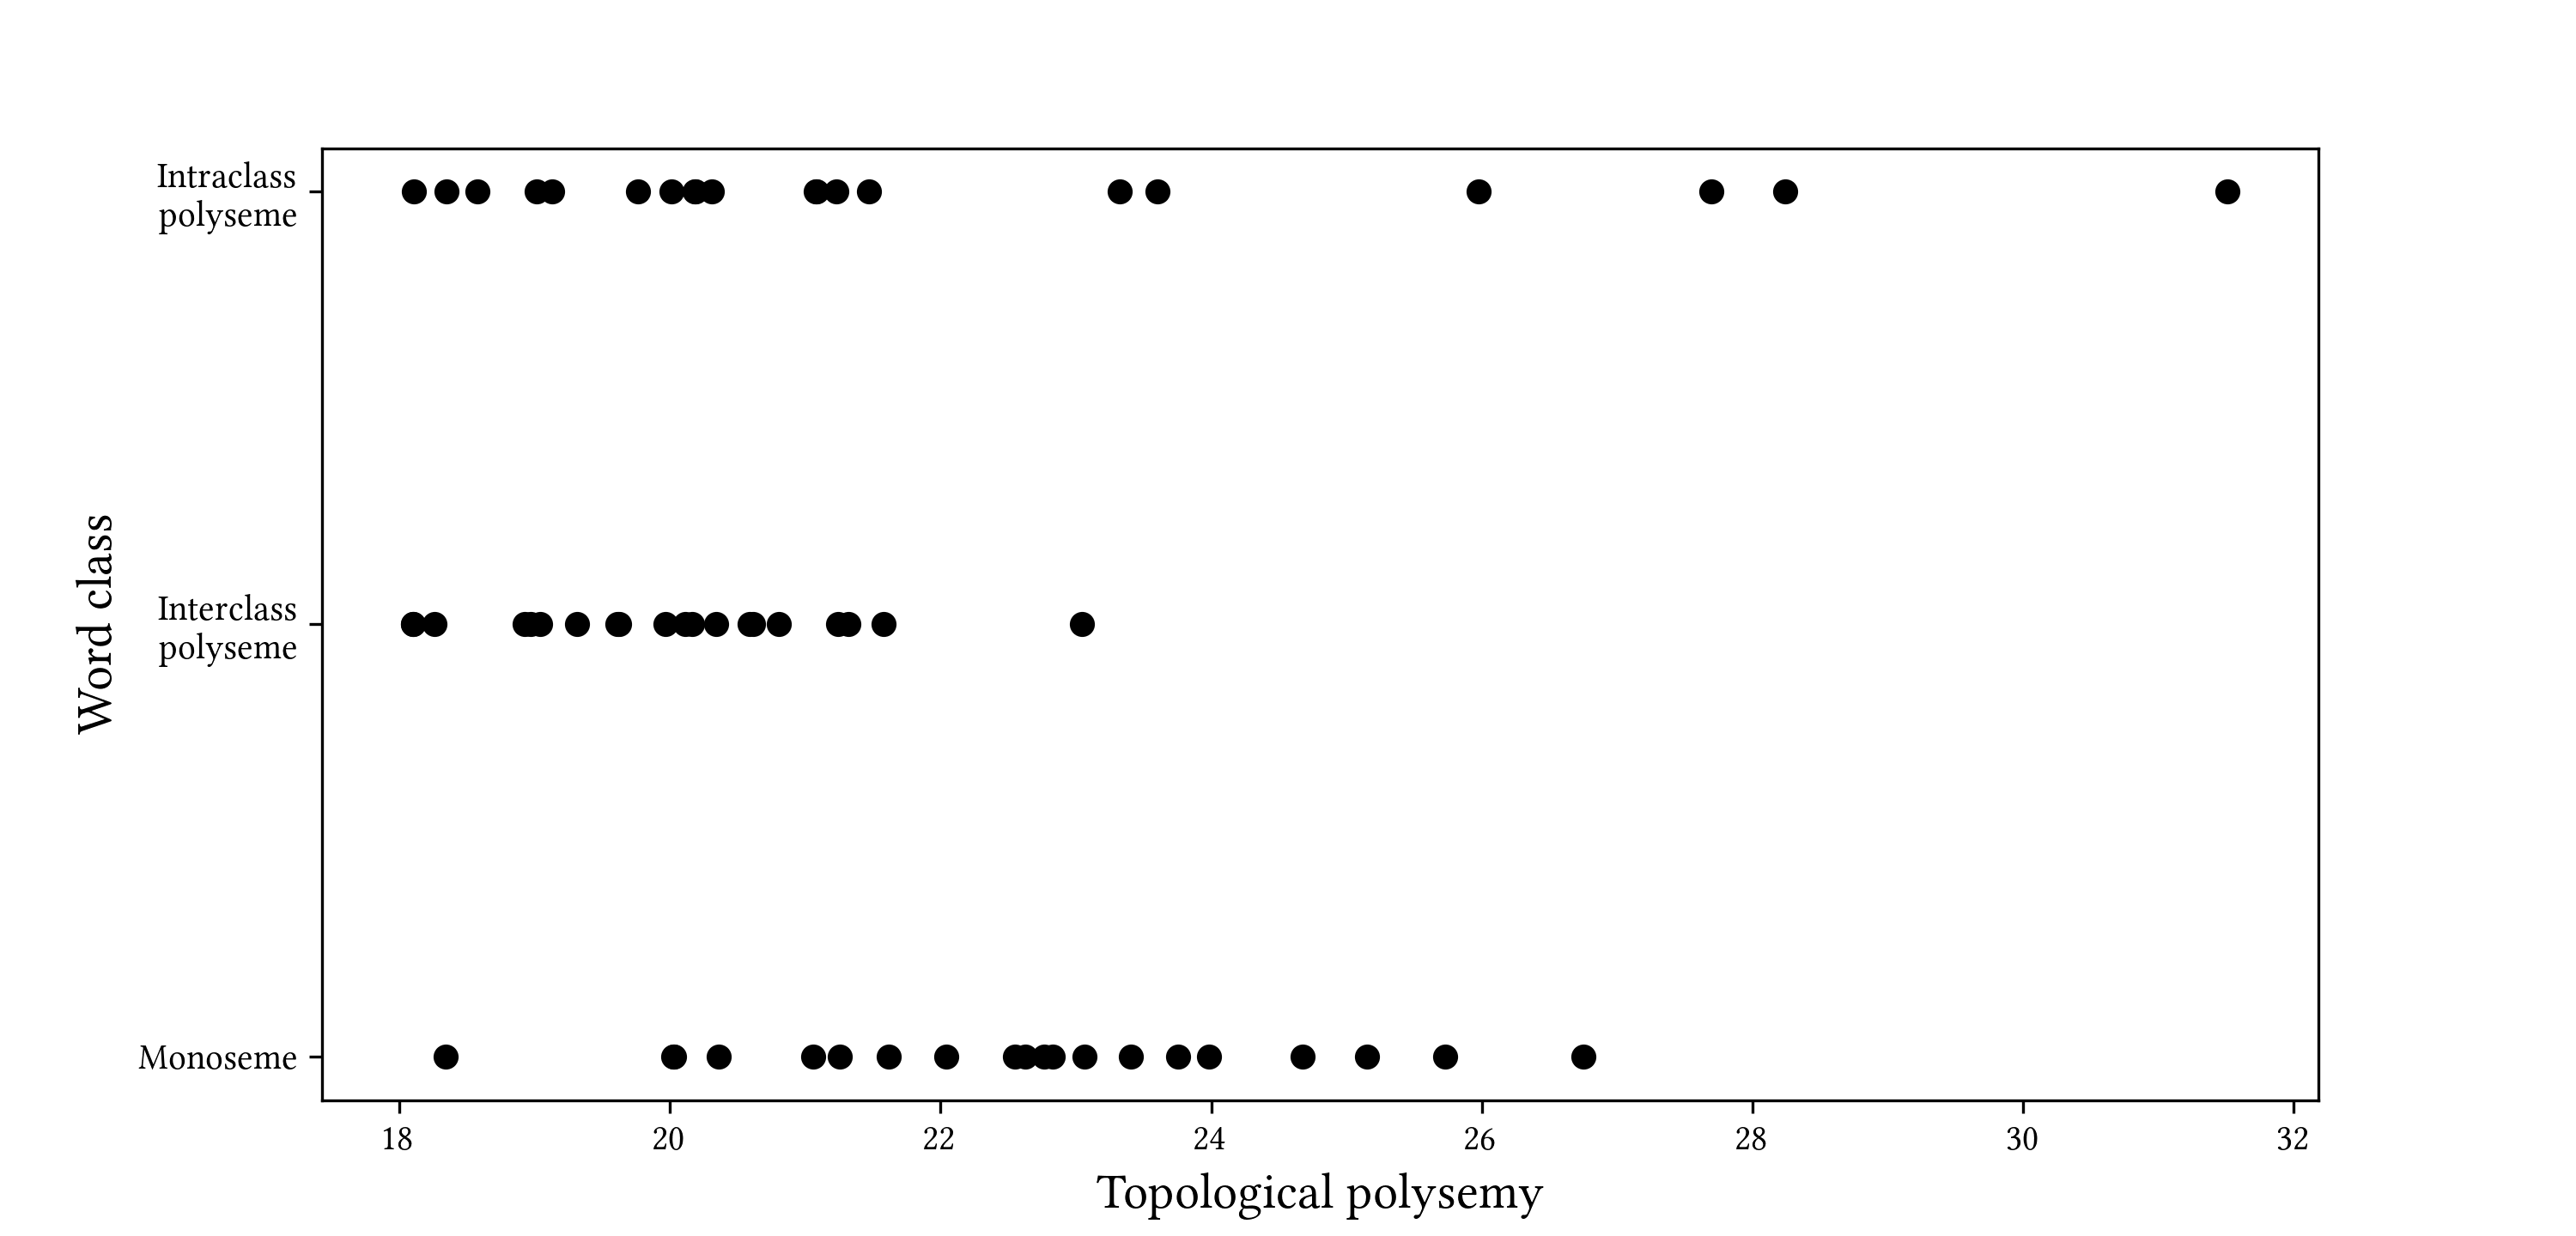 Intraclass
polyseme
Interclass
polyseme
Monoseme
Word class
18 20 22 24 26 28 30 32
Topological polysemy